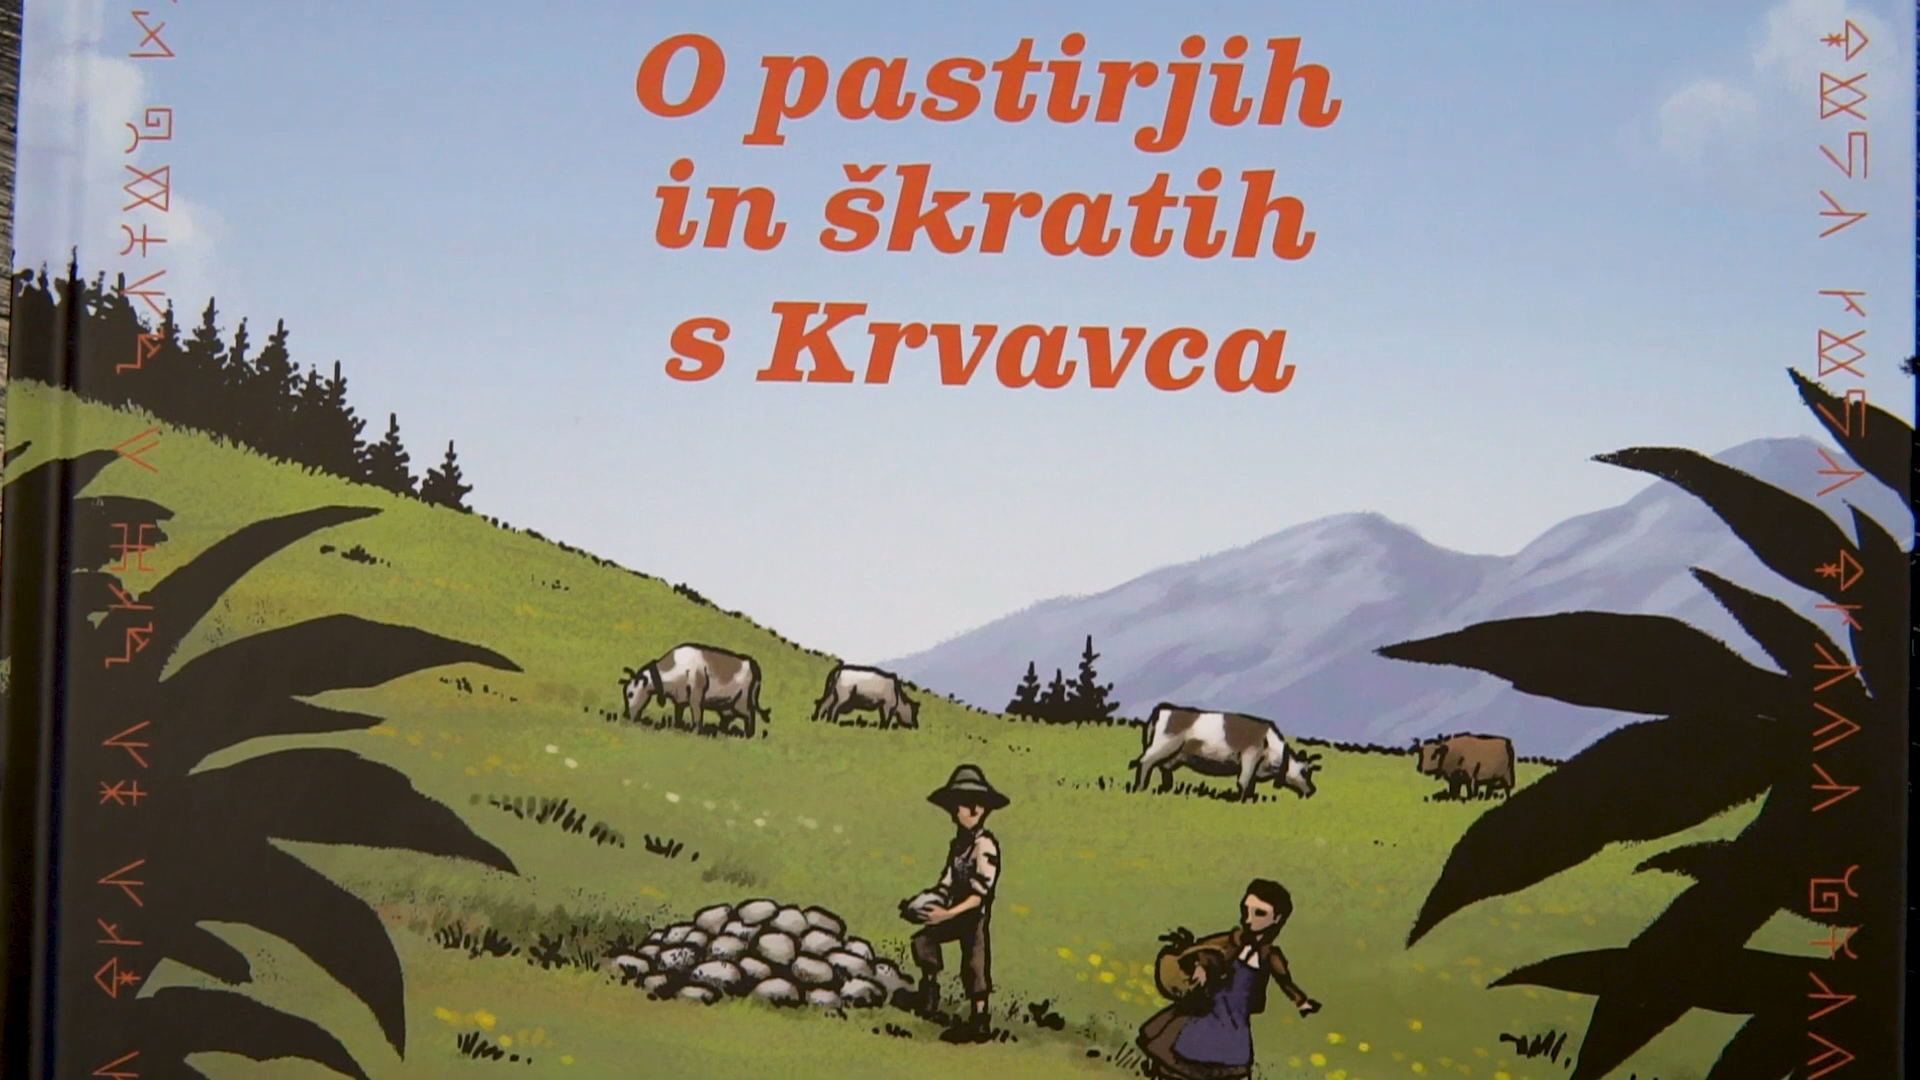 O pastirjih
in škratih
s Krvavca